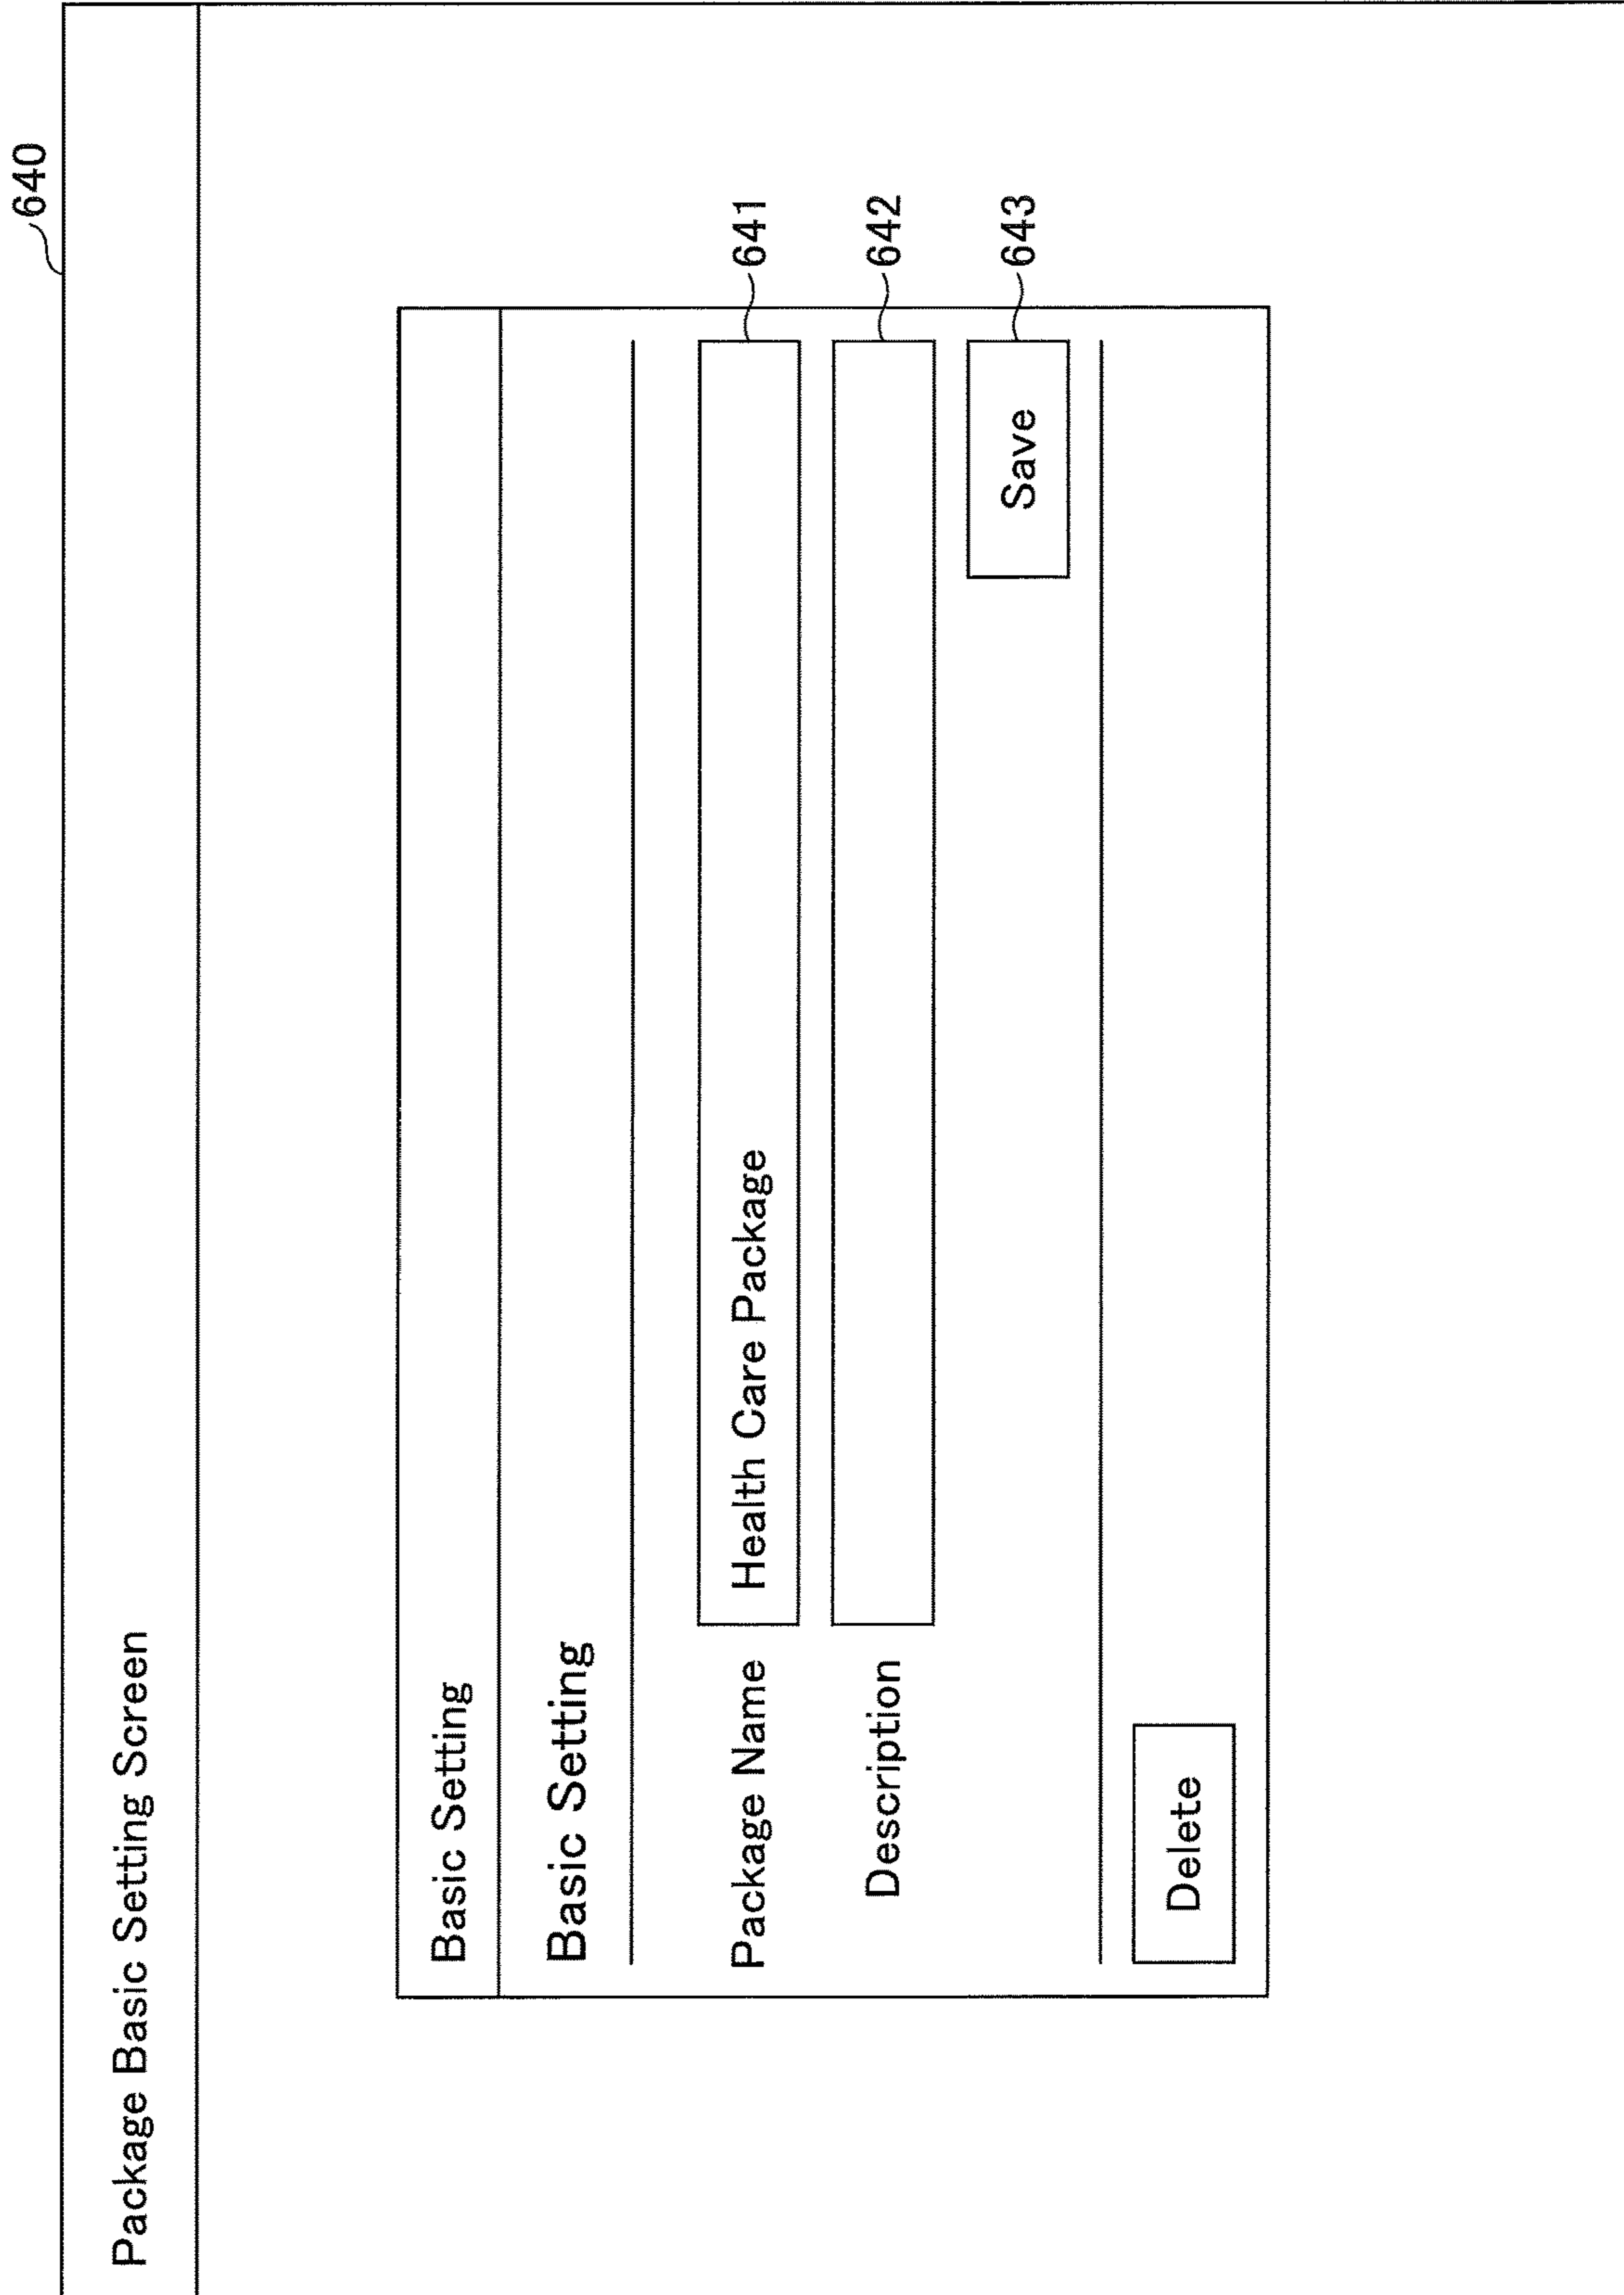 640
Package Basic Setting Screen
Basic Setting
Basic Setting
Package Name Health Care Package 641
Description 642
Save 643
Delete